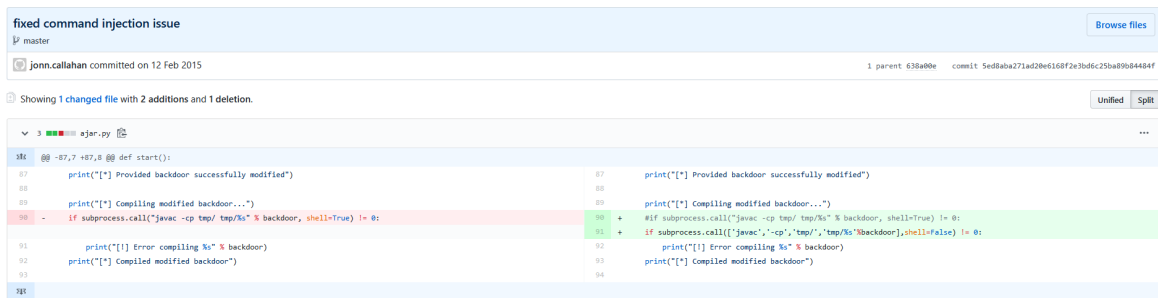 fixed command injection issue
Browse files
master
jonn.callahan committed on 12 Feb 2015
1 parent 638a00e commit 5ed8aba271ad20e6168f2e3bd6c25ba89b84484f
Showing 1 changed file with 2 additions and 1 deletion.
Unified Split
3 ajar.py
@@ -87,7 +87,8 @@ def start():
87 print("[*] Provided backdoor successfully modified") 87 print("[*] Provided backdoor successfully modified")
88 88
89 print("[*] Compiling modified backdoor...") 89 print("[*] Compiling modified backdoor...")
90 - if subprocess.call("javac -cp tmp/ tmp/%s" % backdoor, shell=True) != 0: 90 + #if subprocess.call("javac -cp tmp/ tmp/%s" % backdoor, shell=True) != 0:
91 + if subprocess.call(['javac','-cp','tmp/','tmp/%s'%backdoor],shell=False) != 0:
91 print("[!] Error compiling %s" % backdoor) 92 print("[!] Error compiling %s" % backdoor)
92 print("[*] Compiled modified backdoor") 93 print("[*] Compiled modified backdoor")
93 94